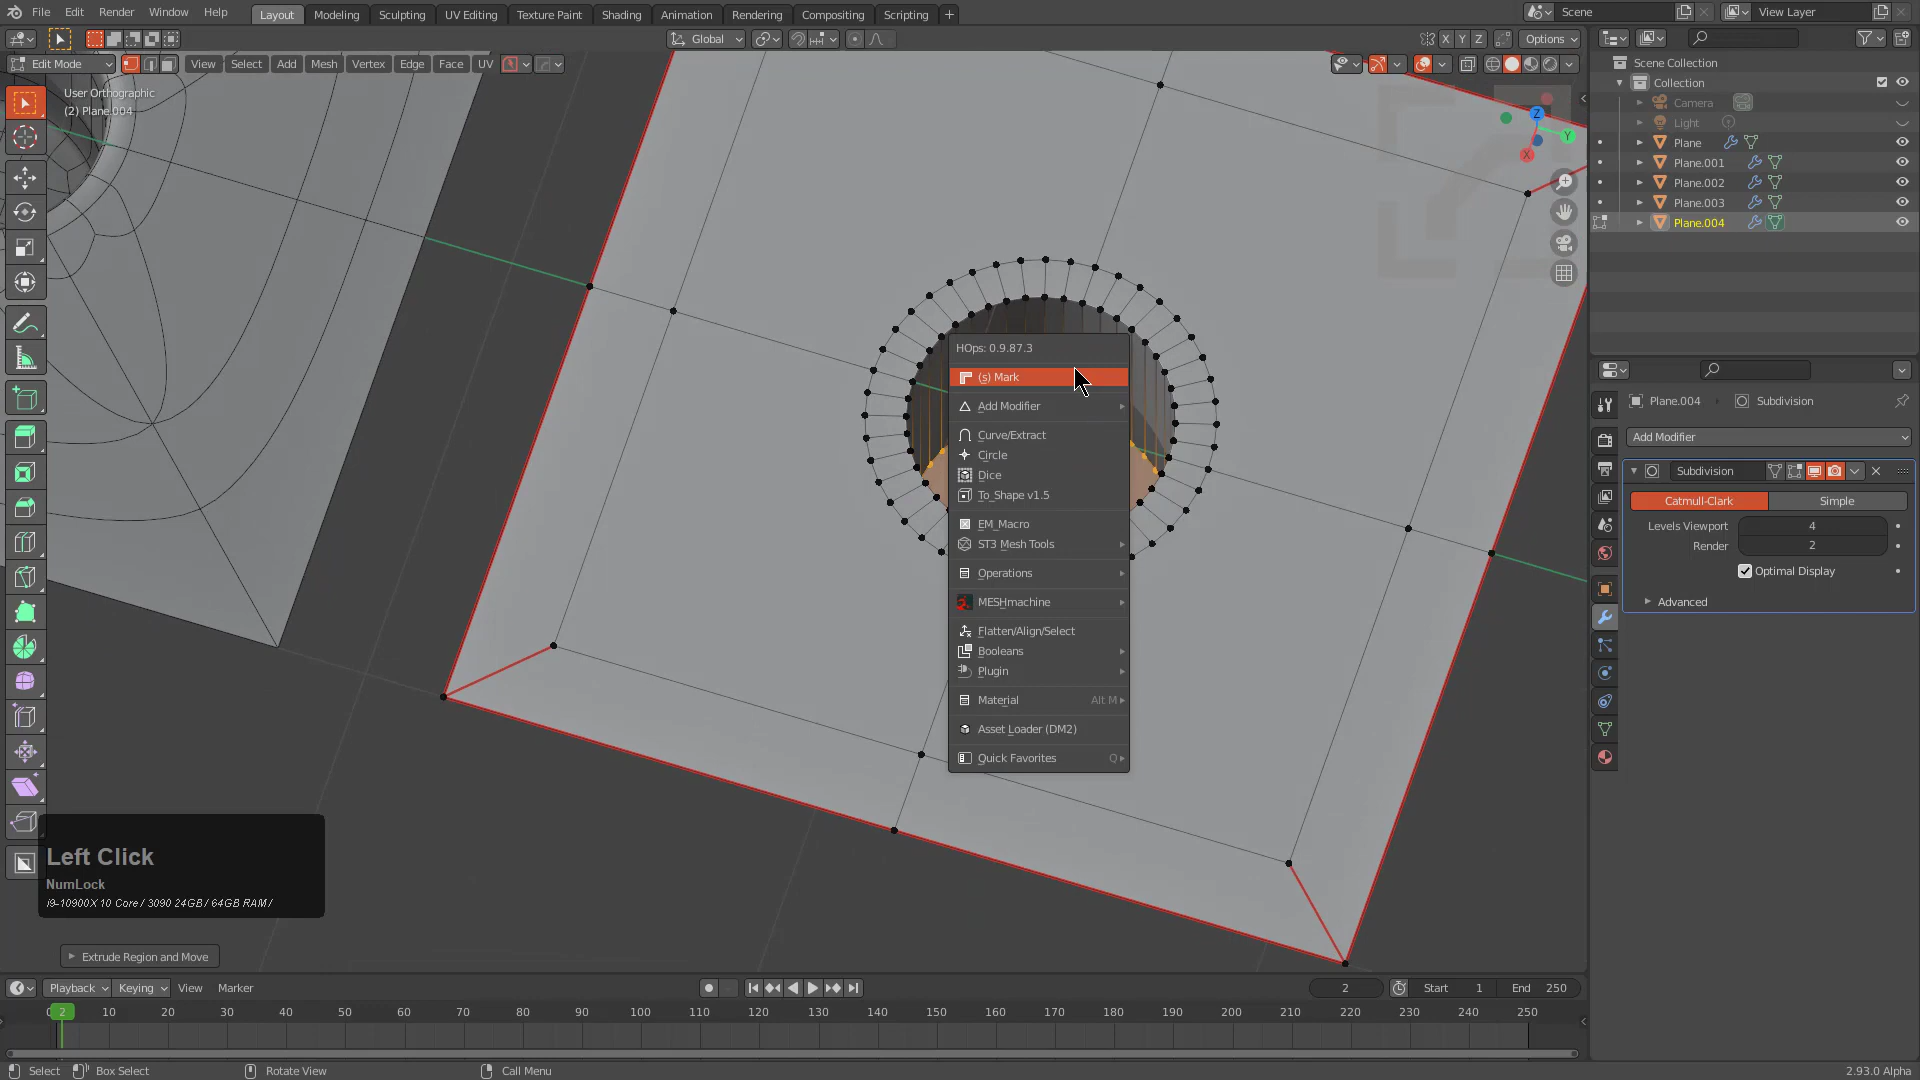 File Edit Render Window Help
Layout Modeling Sculpting UV Editing Texture Paint Shading Animation Rendering Compositing Scripting +
Scene
View Layer
Global
X Y Z
Options
Edit Mode
View Select Add Mesh Vertex Edge Face UV
User Orthographic
(2) Plane.004
Z
Y
X
Scene Collection
Collection
Camera
Light
Plane
Plane.001
Plane.002
Plane.003
Plane.004
Plane.004 Subdivision
Add Modifier
Subdivision
Catmull-Clark Simple
Levels Viewport 4
Render 2
Optimal Display
Advanced
HOps: 0.9.87.3
(s) Mark
Add Modifier
Curve/Extract
Circle
Dice
To_Shape v1.5
EM_Macro
ST3 Mesh Tools
Operations
MESHmachine
Flatten/Align/Select
Booleans
Plugin
Material Alt M
Asset Loader (DM2)
Quick Favorites Q
Left Click
NumLock
i9-10900X 10 Core / 3090 24GB / 64GB RAM /
Extrude Region and Move
Playback Keying View Marker
2 Start 1 End 250
0 2 10 20 30 40 50 60 70 80 90 100 110 120 130 140 150 160 170 180 190 200 210 220 230 240 250
Select Box Select Rotate View Call Menu
2.93.0 Alpha